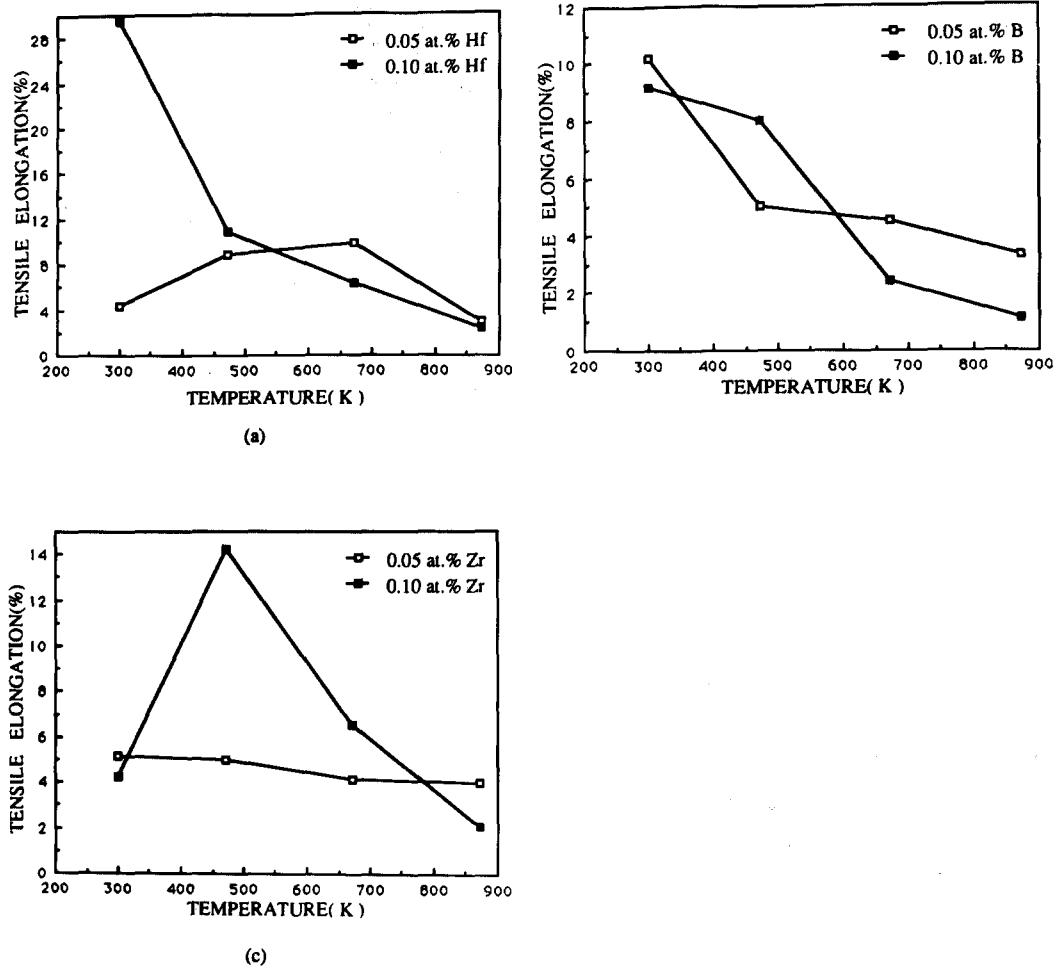 28
24
20
16
12
8
4
0
TENSILE ELONGATION(%)
0.05 at.% Hf
0.10 at.% Hf
200 300 400 500 600 700 800 900
TEMPERATURE( K )
(a)
12
10
8
6
4
2
0
TENSILE ELONGATION(%)
0.05 at.% B
0.10 at.% B
200 300 400 500 600 700 800 900
TEMPERATURE( K )
14
12
10
8
6
4
2
0
TENSILE ELONGATION(%)
0.05 at.% Zr
0.10 at.% Zr
200 300 400 500 600 700 800 900
TEMPERATURE( K )
(c)